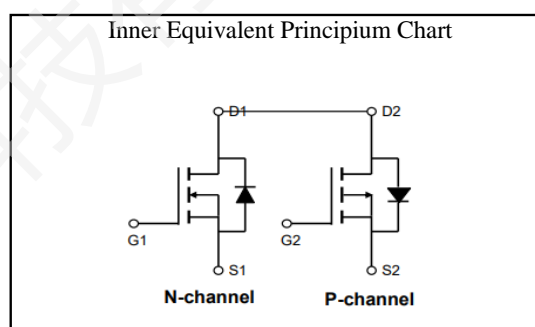 Inner Equivalent Principium Chart
D1 D2
G1 G2
S1 S2
N-channel P-channel